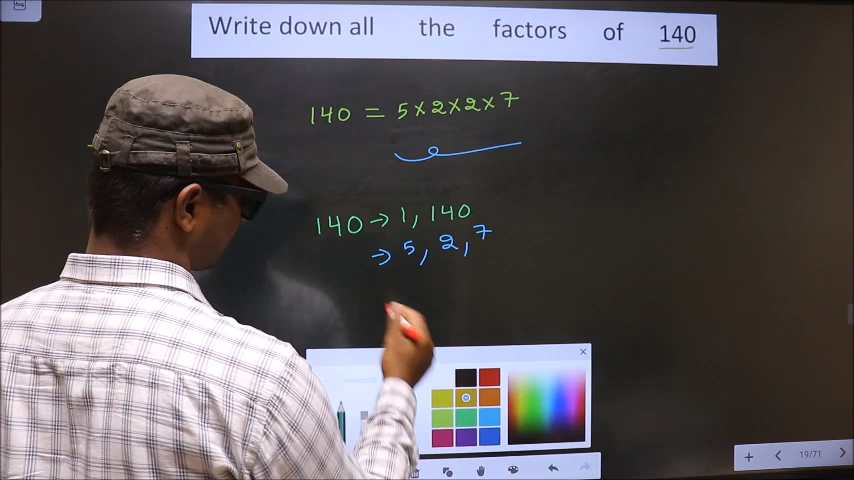 Write down all the factors of 140
140 = 5×2×2×7
140 → 1, 140
→ 5, 2, 7
19/71